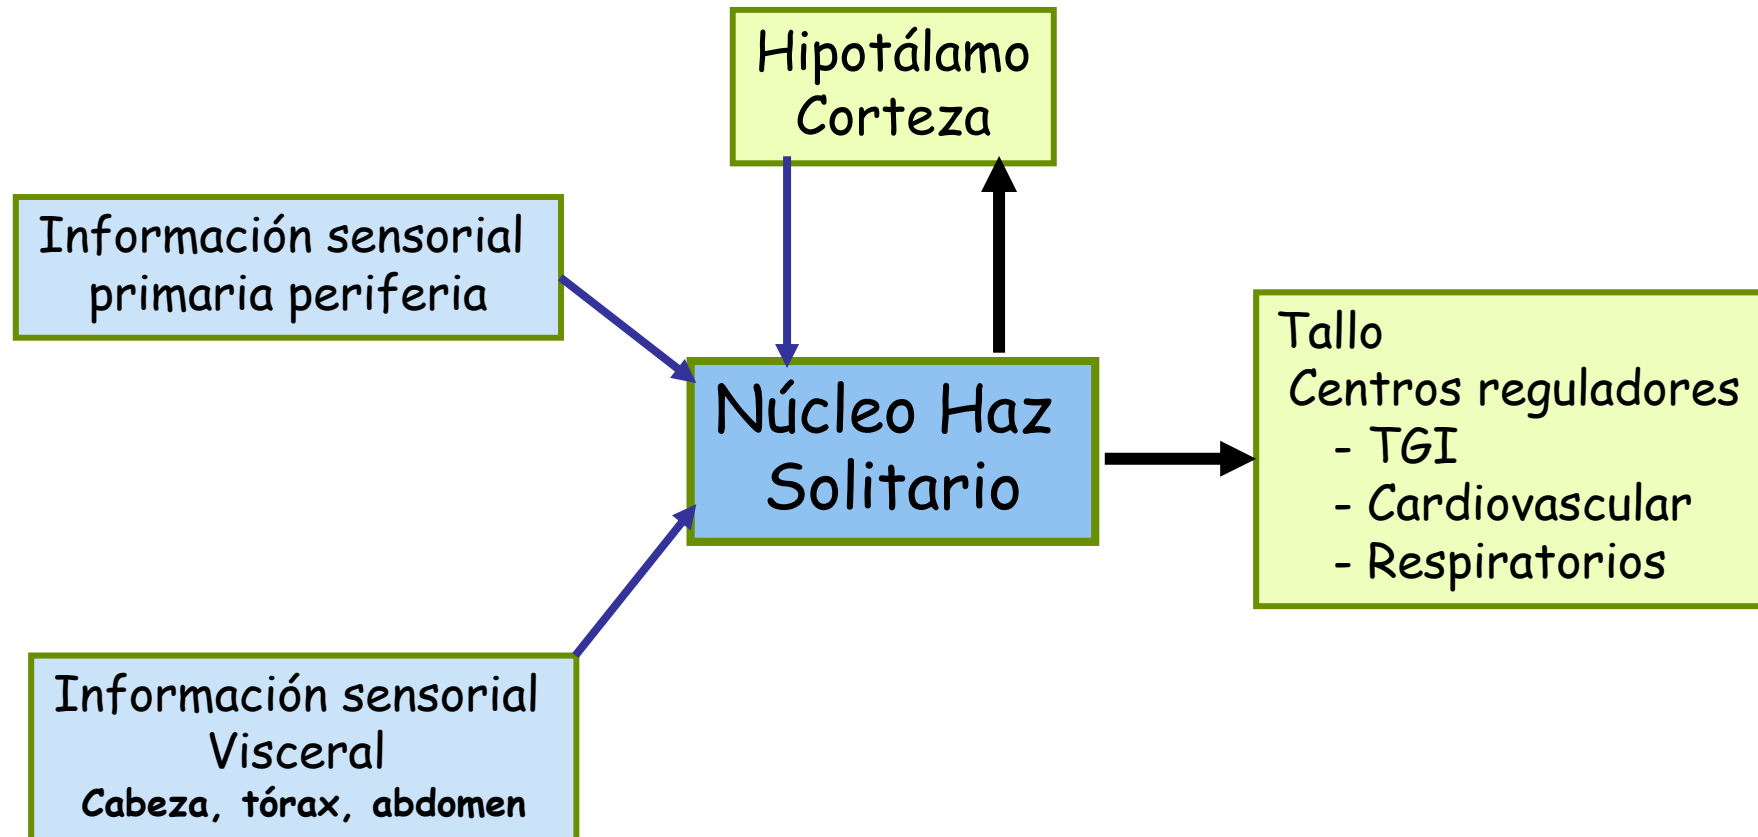 Hipotálamo
Corteza
Información sensorial
primaria periferia
Núcleo Haz
Solitario
Tallo
Centros reguladores
- TGI
- Cardiovascular
- Respiratorios
Información sensorial
Visceral
Cabeza, tórax, abdomen